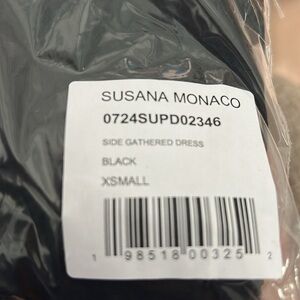 SUSANA MONACO
0724SUPD02346
SIDE GATHERED DRESS
BLACK
XSMALL
1 98518 00325 2